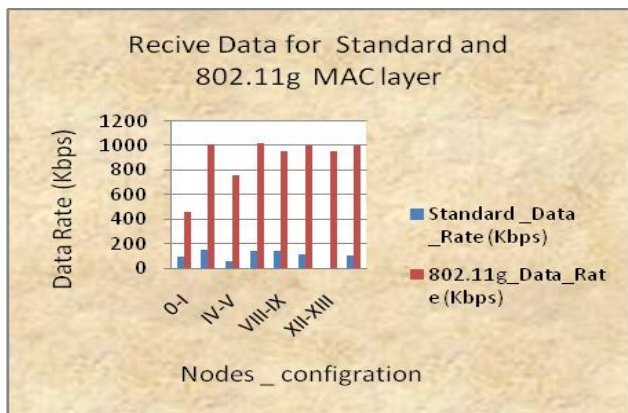 Recive Data for Standard and
802.11g MAC layer
Data Rate (Kbps)
1200
1000
800
600
400
200
0
0-I
IV-V
VIII-IX
XII-XIII
Nodes _ configration
Standard _Data
_Rate (Kbps)
802.11g_Data_Rat
e (Kbps)